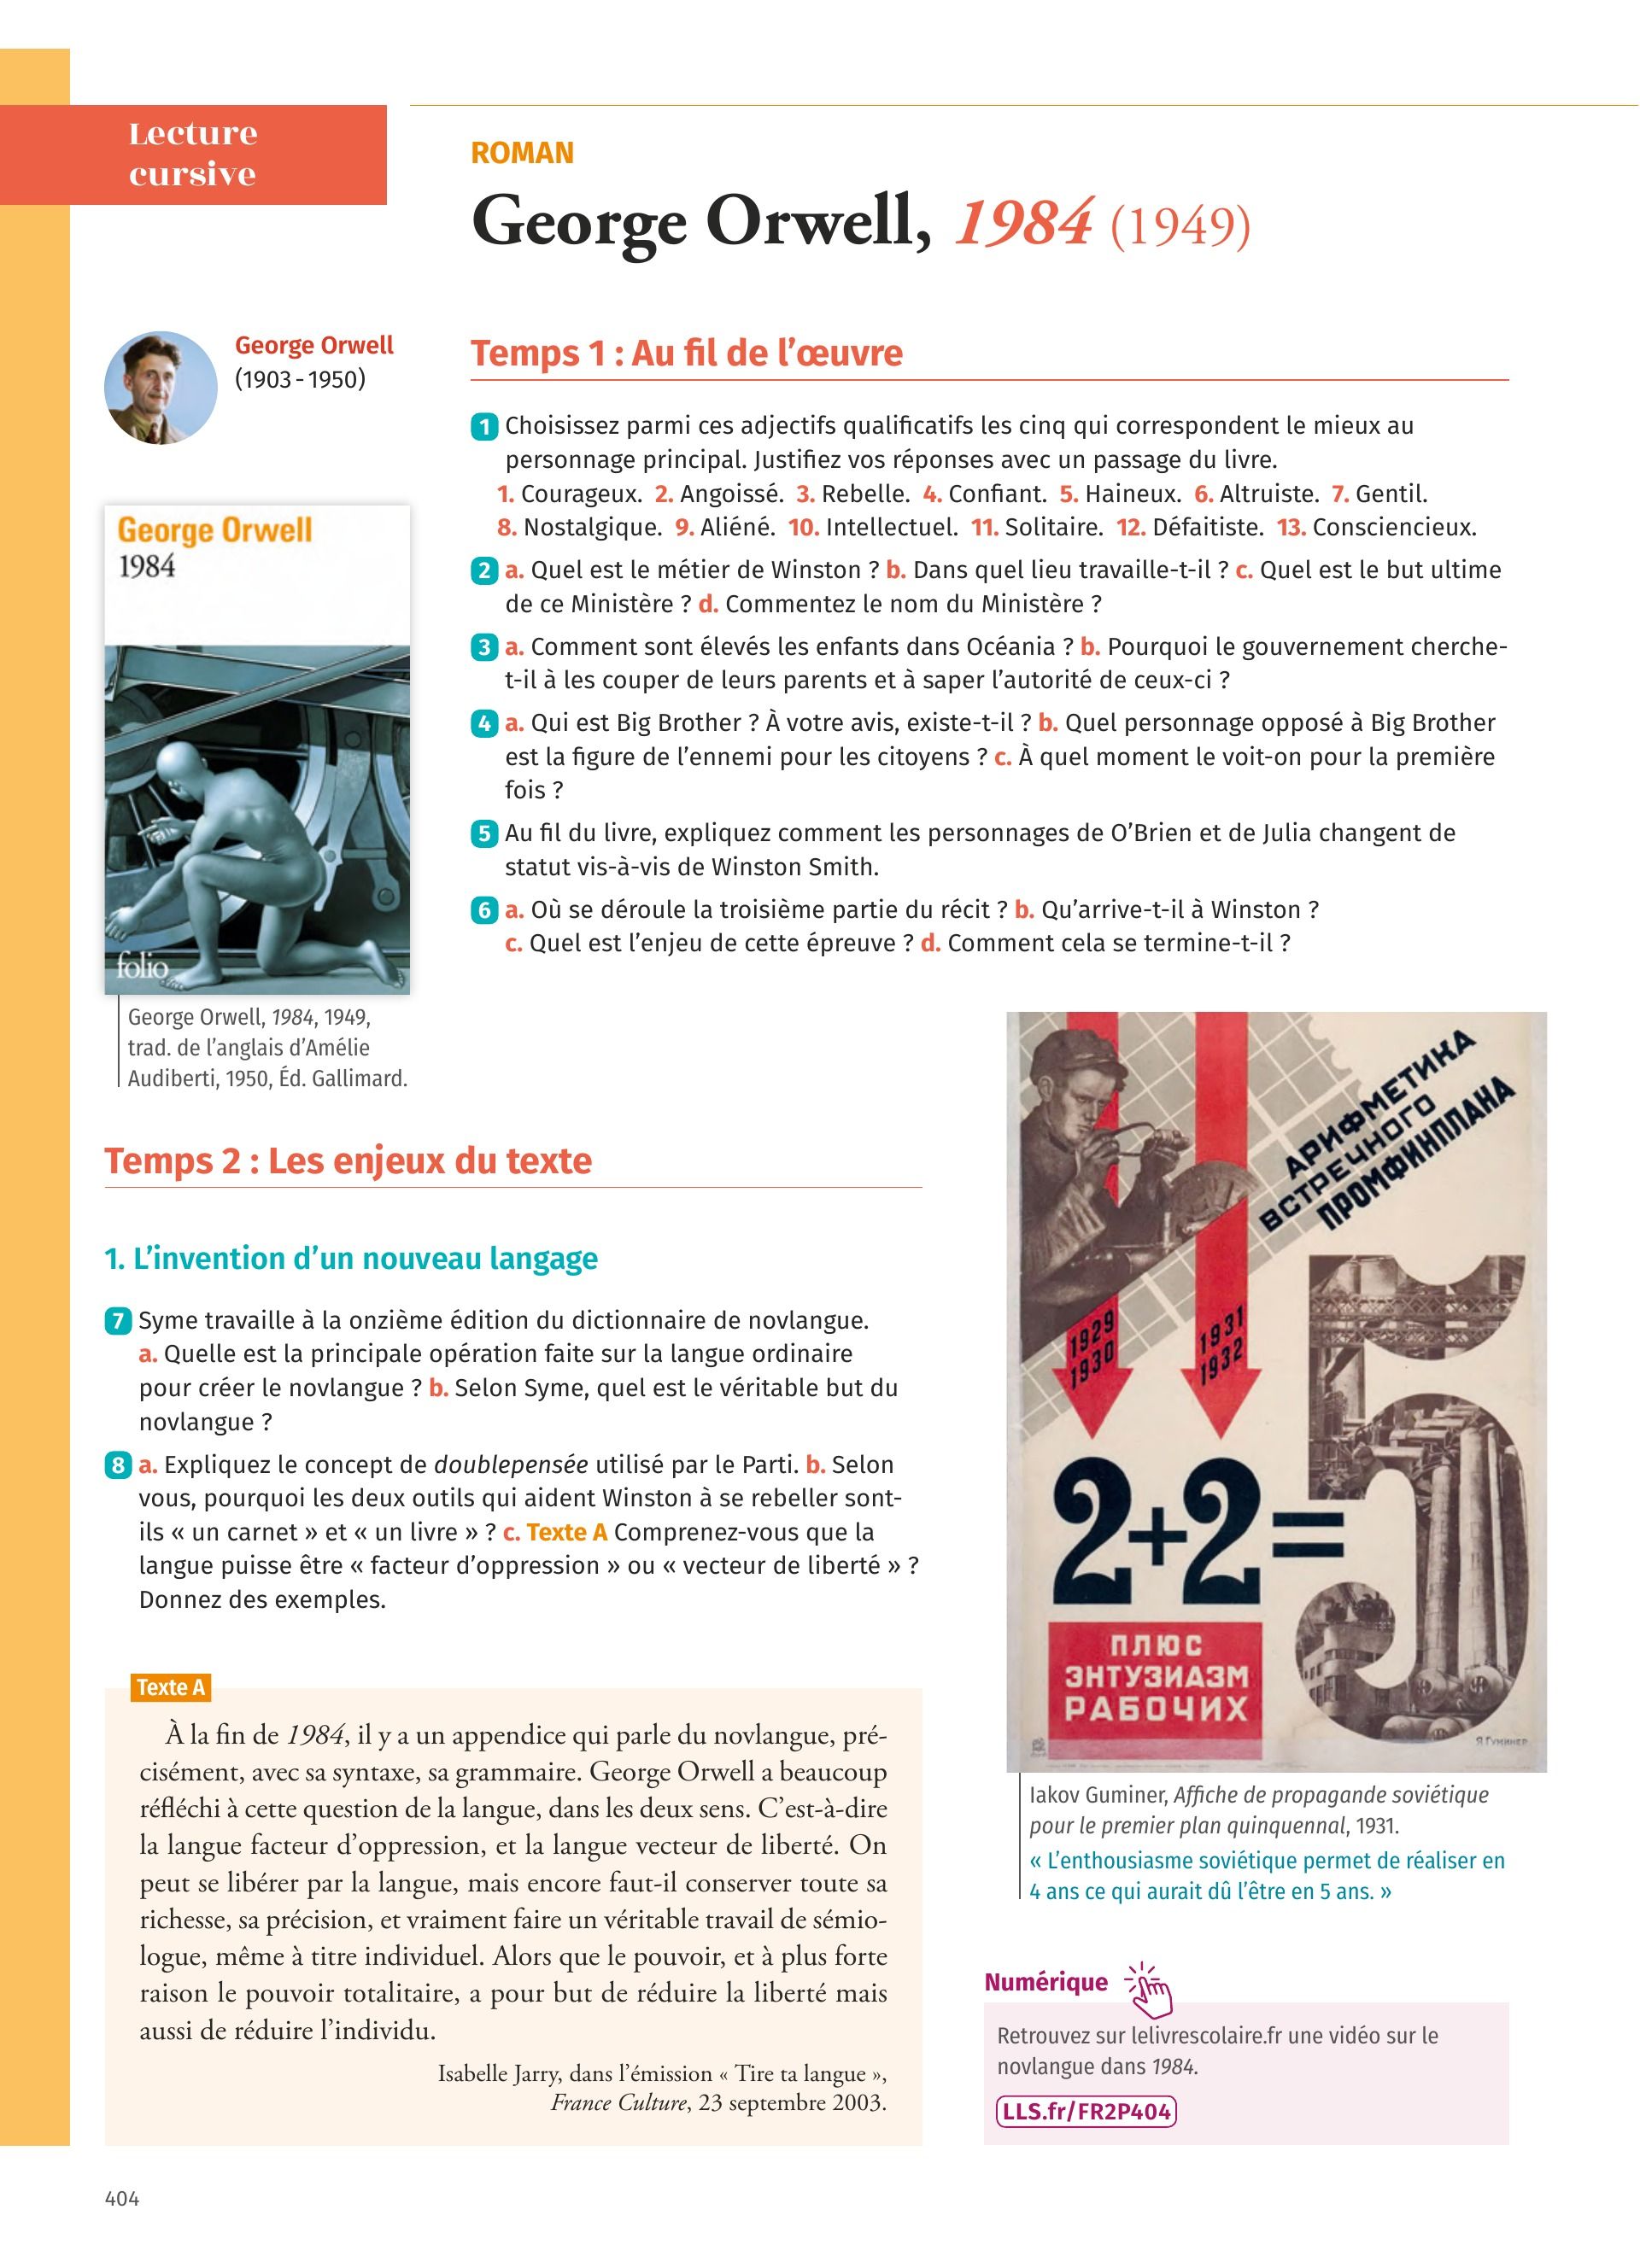 Lecture
cursive
ROMAN
George Orwell, 1984 (1949)
George Orwell
(1903 - 1950)
George Orwell
1984
folio
George Orwell, 1984, 1949,
trad. de l’anglais d’Amélie
Audiberti, 1950, Éd. Gallimard.
Temps 1 : Au fil de l’œuvre
1 Choisissez parmi ces adjectifs qualificatifs les cinq qui correspondent le mieux au
personnage principal. Justifiez vos réponses avec un passage du livre.
1. Courageux. 2. Angoissé. 3. Rebelle. 4. Confiant. 5. Haineux. 6. Altruiste. 7. Gentil.
8. Nostalgique. 9. Aliéné. 10. Intellectuel. 11. Solitaire. 12. Défaitiste. 13. Consciencieux.
2 a. Quel est le métier de Winston ? b. Dans quel lieu travaille-t-il ? c. Quel est le but ultime
de ce Ministère ? d. Commentez le nom du Ministère ?
3 a. Comment sont élevés les enfants dans Océania ? b. Pourquoi le gouvernement cherche-
t-il à les couper de leurs parents et à saper l’autorité de ceux-ci ?
4 a. Qui est Big Brother ? À votre avis, existe-t-il ? b. Quel personnage opposé à Big Brother
est la figure de l’ennemi pour les citoyens ? c. À quel moment le voit-on pour la première
fois ?
5 Au fil du livre, expliquez comment les personnages de O’Brien et de Julia changent de
statut vis-à-vis de Winston Smith.
6 a. Où se déroule la troisième partie du récit ? b. Qu’arrive-t-il à Winston ?
c. Quel est l’enjeu de cette épreuve ? d. Comment cela se termine-t-il ?
Temps 2 : Les enjeux du texte
1. L’invention d’un nouveau langage
7 Syme travaille à la onzième édition du dictionnaire de novlangue.
a. Quelle est la principale opération faite sur la langue ordinaire
pour créer le novlangue ? b. Selon Syme, quel est le véritable but du
novlangue ?
8 a. Expliquez le concept de doublepensée utilisé par le Parti. b. Selon
vous, pourquoi les deux outils qui aident Winston à se rebeller sont-
ils « un carnet » et « un livre » ? c. Texte A Comprenez-vous que la
langue puisse être « facteur d’oppression » ou « vecteur de liberté » ?
Donnez des exemples.
Texte A
À la fin de 1984, il y a un appendice qui parle du novlangue, pré-
cisément, avec sa syntaxe, sa grammaire. George Orwell a beaucoup
réfléchi à cette question de la langue, dans les deux sens. C’est-à-dire
la langue facteur d’oppression, et la langue vecteur de liberté. On
peut se libérer par la langue, mais encore faut-il conserver toute sa
richesse, sa précision, et vraiment faire un véritable travail de sémio-
logue, même à titre individuel. Alors que le pouvoir, et à plus forte
raison le pouvoir totalitaire, a pour but de réduire la liberté mais
aussi de réduire l’individu.
Isabelle Jarry, dans l’émission « Tire ta langue »,
France Culture, 23 septembre 2003.
АРИФМЕТИКА
ВСТРЕЧНОГО
ПРОМФИНПЛАНА
1929
1930
1931
1932
2+2=5
ПЛЮС
ЭНТУЗИАЗМ
РАБОЧИХ
Я.ГУМИНЕР
Iakov Guminer, Affiche de propagande soviétique
pour le premier plan quinquennal, 1931.
« L’enthousiasme soviétique permet de réaliser en
4 ans ce qui aurait dû l’être en 5 ans. »
Numérique
Retrouvez sur lelivrescolaire.fr une vidéo sur le
novlangue dans 1984.
LLS.fr/FR2P404
404